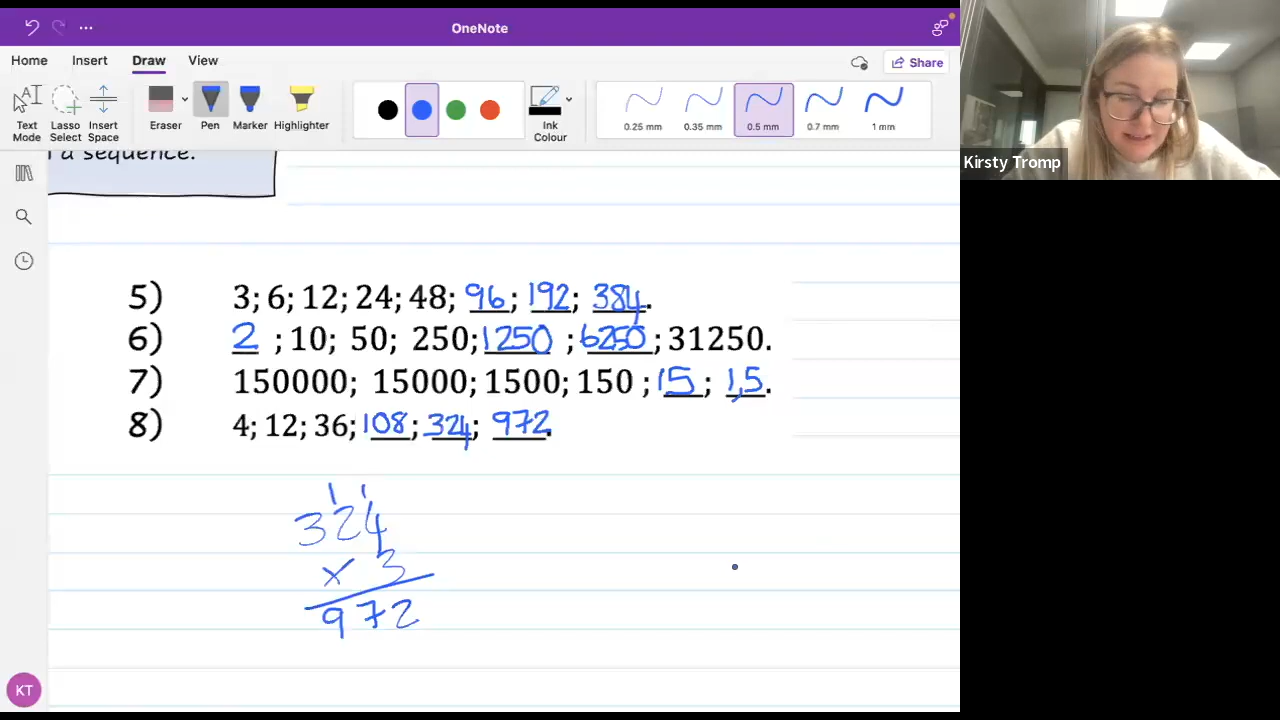 OneNote
Home Insert Draw View
Share
Text Mode
Lasso Select
Insert Space
Eraser
Pen
Marker
Highlighter
Ink Colour
0.25 mm
0.35 mm
0.5 mm
0.7 mm
1 mm
a sequence.
Kirsty Tromp
5) 3; 6; 12; 24; 48; 96; 192; 384.
6) 2 ; 10; 50; 250; 1250 ; 6250; 31250.
7) 150000; 15000; 1500; 150 ; 15; 1,5.
8) 4; 12; 36; 108; 324; 972.
1 1
324
x 3
972
KT